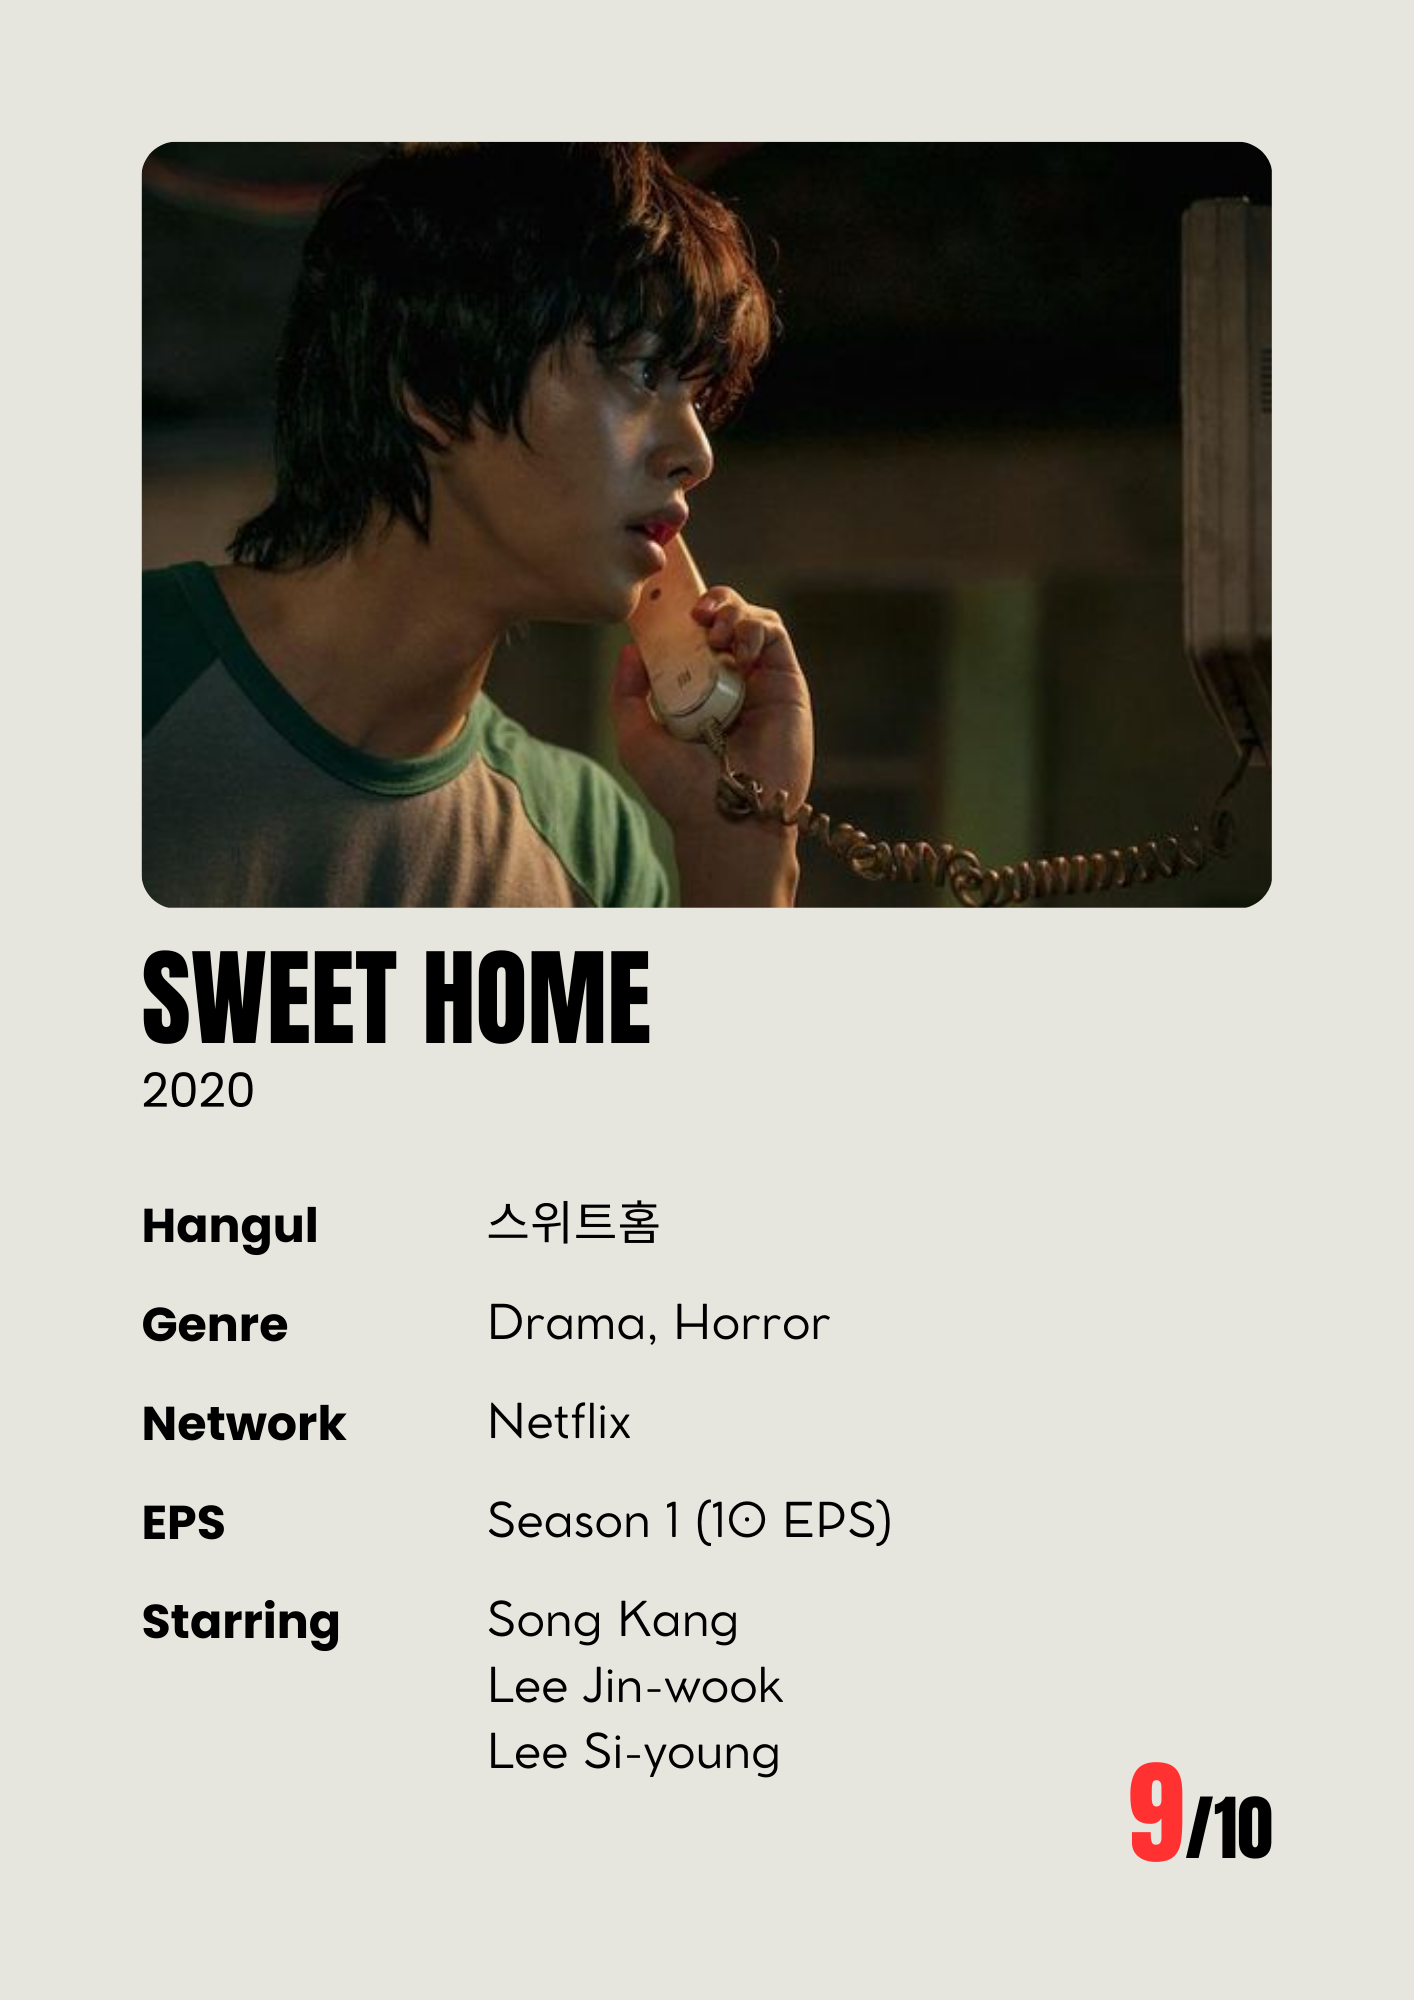 SWEET HOME
2020
Hangul 스위트홈
Genre Drama, Horror
Network Netflix
EPS Season 1 (10 EPS)
Starring Song Kang
Lee Jin-wook
Lee Si-young
9/10